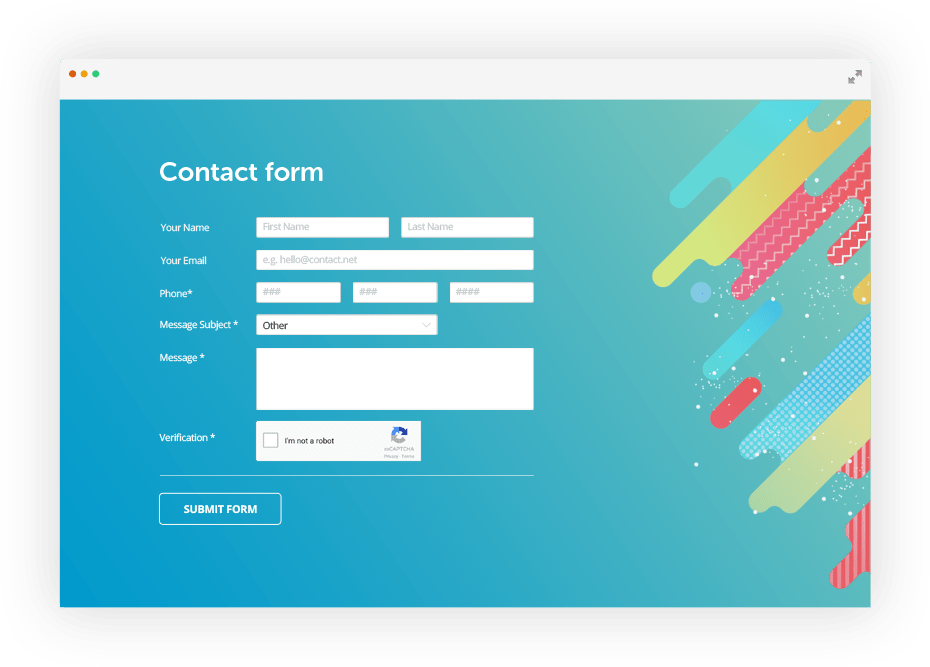 Contact form
Your Name First Name Last Name
Your Email e.g. hello@contact.net
Phone* ### ### ####
Message Subject * Other
Message *
Verification * I'm not a robot
reCAPTCHA
Privacy - Terms
SUBMIT FORM